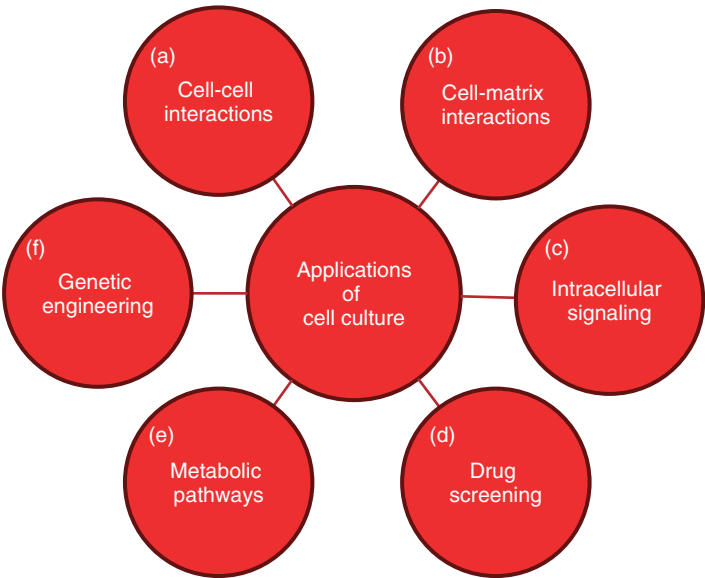 (a)
Cell-cell
interactions
(b)
Cell-matrix
interactions
(f)
Genetic
engineering
Applications
of
cell culture
(c)
Intracellular
signaling
(e)
Metabolic
pathways
(d)
Drug
screening